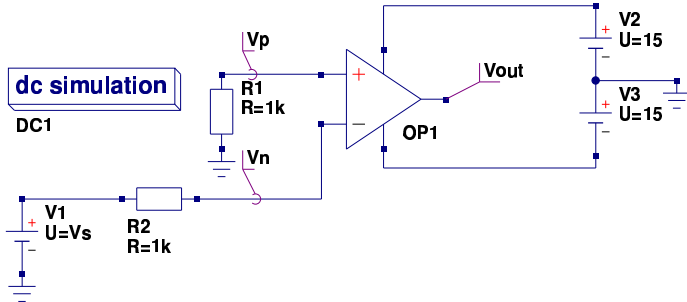 V2
U=15
Vp
Vout
dc simulation
R1
R=1k
V3
U=15
DC1
OP1
Vn
V1
U=Vs
R2
R=1k